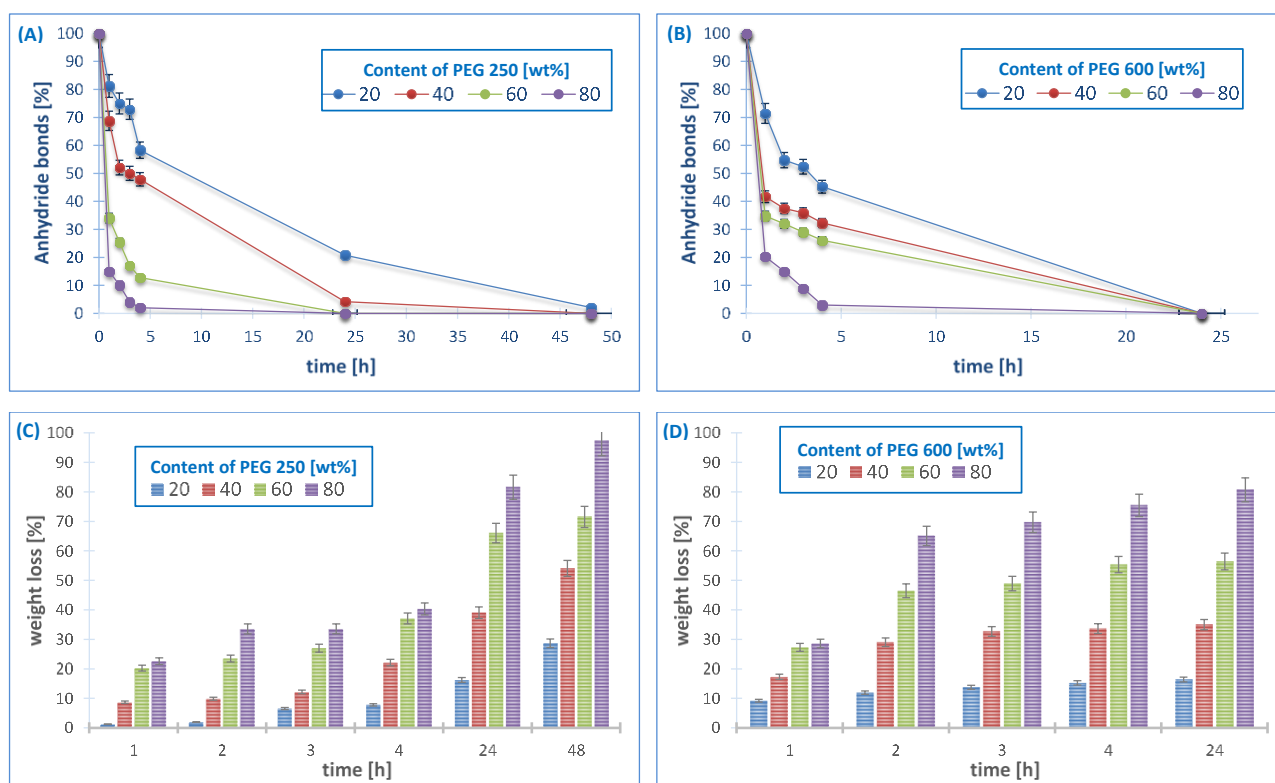 (A)
Content of PEG 250 [wt%]
20 40 60 80
Anhydride bonds [%]
100
90
80
70
60
50
40
30
20
10
0
0 5 10 15 20 25 30 35 40 45 50
time [h]
(B)
Content of PEG 600 [wt%]
20 40 60 80
Anhydride bonds [%]
100
90
80
70
60
50
40
30
20
10
0
0 5 10 15 20 25
time [h]
(C)
Content of PEG 250 [wt%]
20 40 60 80
weight loss [%]
100
90
80
70
60
50
40
30
20
10
0
1 2 3 4 24 48
time [h]
(D)
Content of PEG 600 [wt%]
20 40 60 80
weight loss [%]
100
90
80
70
60
50
40
30
20
10
0
1 2 3 4 24
time [h]